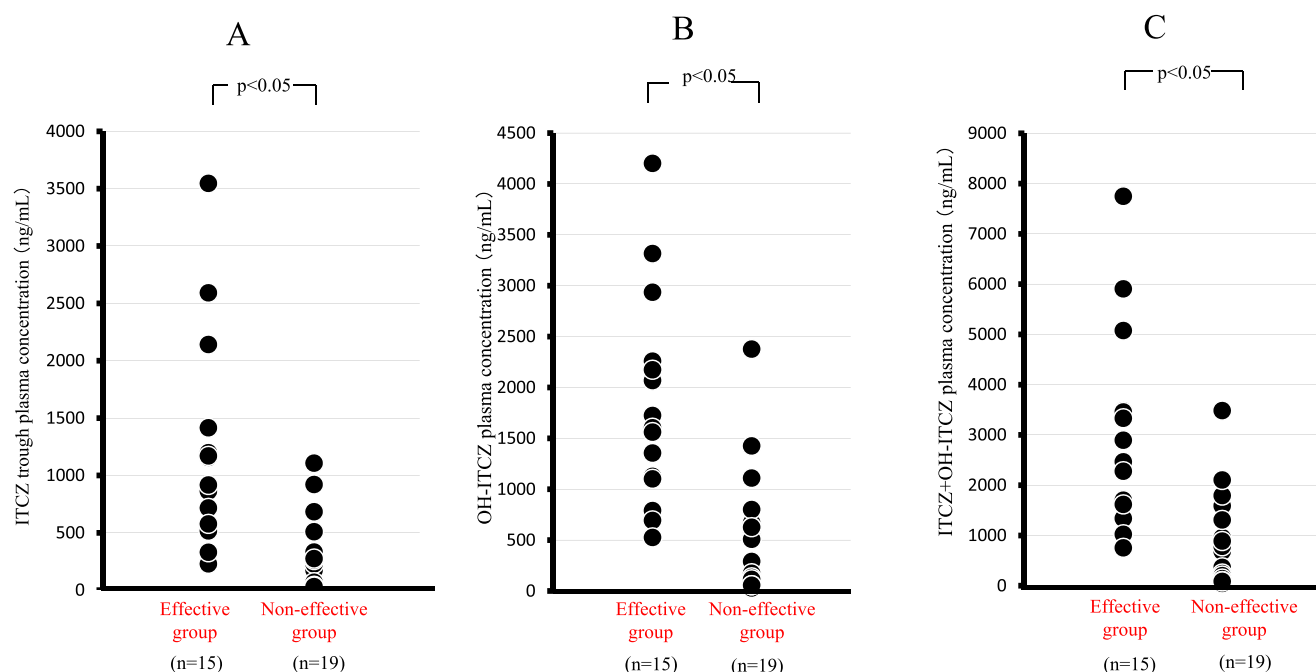 A
p<0.05
ITCZ trough plasma concentration (ng/mL)
4000
3500
3000
2500
2000
1500
1000
500
0
Effective
group
(n=15)
Non-effective
group
(n=19)
B
p<0.05
OH-ITCZ plasma concentration (ng/mL)
4500
4000
3500
3000
2500
2000
1500
1000
500
0
Effective
group
(n=15)
Non-effective
group
(n=19)
C
p<0.05
ITCZ+OH-ITCZ plasma concentration (ng/mL)
9000
8000
7000
6000
5000
4000
3000
2000
1000
0
Effective
group
(n=15)
Non-effective
group
(n=19)